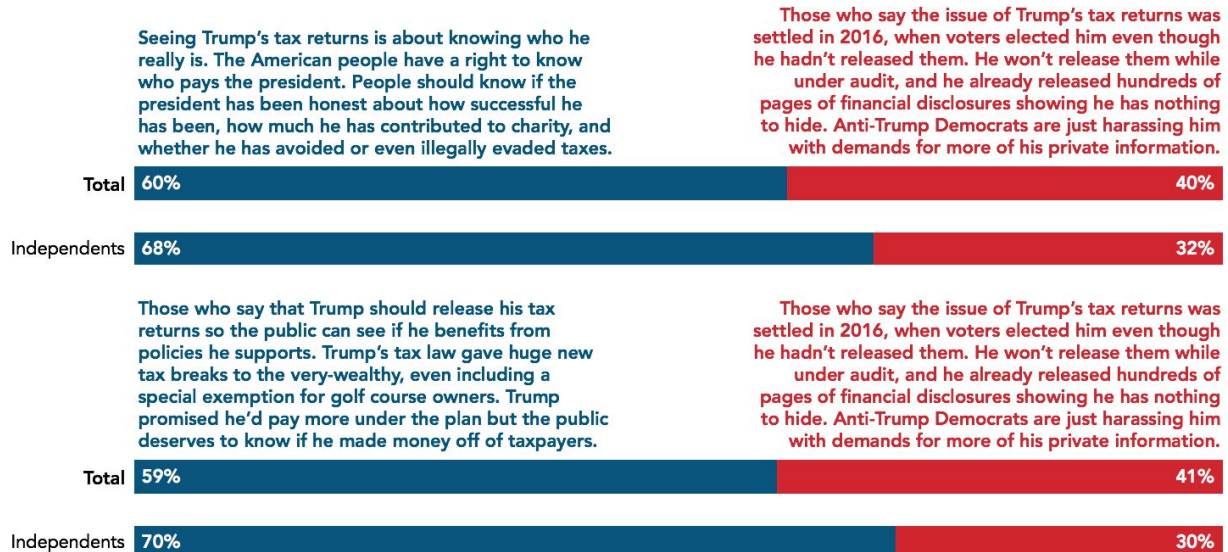 Seeing Trump's tax returns is about knowing who he
really is. The American people have a right to know
who pays the president. People should know if the
president has been honest about how successful he
has been, how much he has contributed to charity, and
whether he has avoided or even illegally evaded taxes.
Those who say the issue of Trump's tax returns was
settled in 2016, when voters elected him even though
he hadn't released them. He won't release them while
under audit, and he already released hundreds of
pages of financial disclosures showing he has nothing
to hide. Anti-Trump Democrats are just harassing him
with demands for more of his private information.
Total 60% 40%
Independents 68% 32%
Those who say that Trump should release his tax
returns so the public can see if he benefits from
policies he supports. Trump's tax law gave huge new
tax breaks to the very-wealthy, even including a
special exemption for golf course owners. Trump
promised he'd pay more under the plan but the public
deserves to know if he made money off of taxpayers.
Those who say the issue of Trump's tax returns was
settled in 2016, when voters elected him even though
he hadn't released them. He won't release them while
under audit, and he already released hundreds of
pages of financial disclosures showing he has nothing
to hide. Anti-Trump Democrats are just harassing him
with demands for more of his private information.
Total 59% 41%
Independents 70% 30%